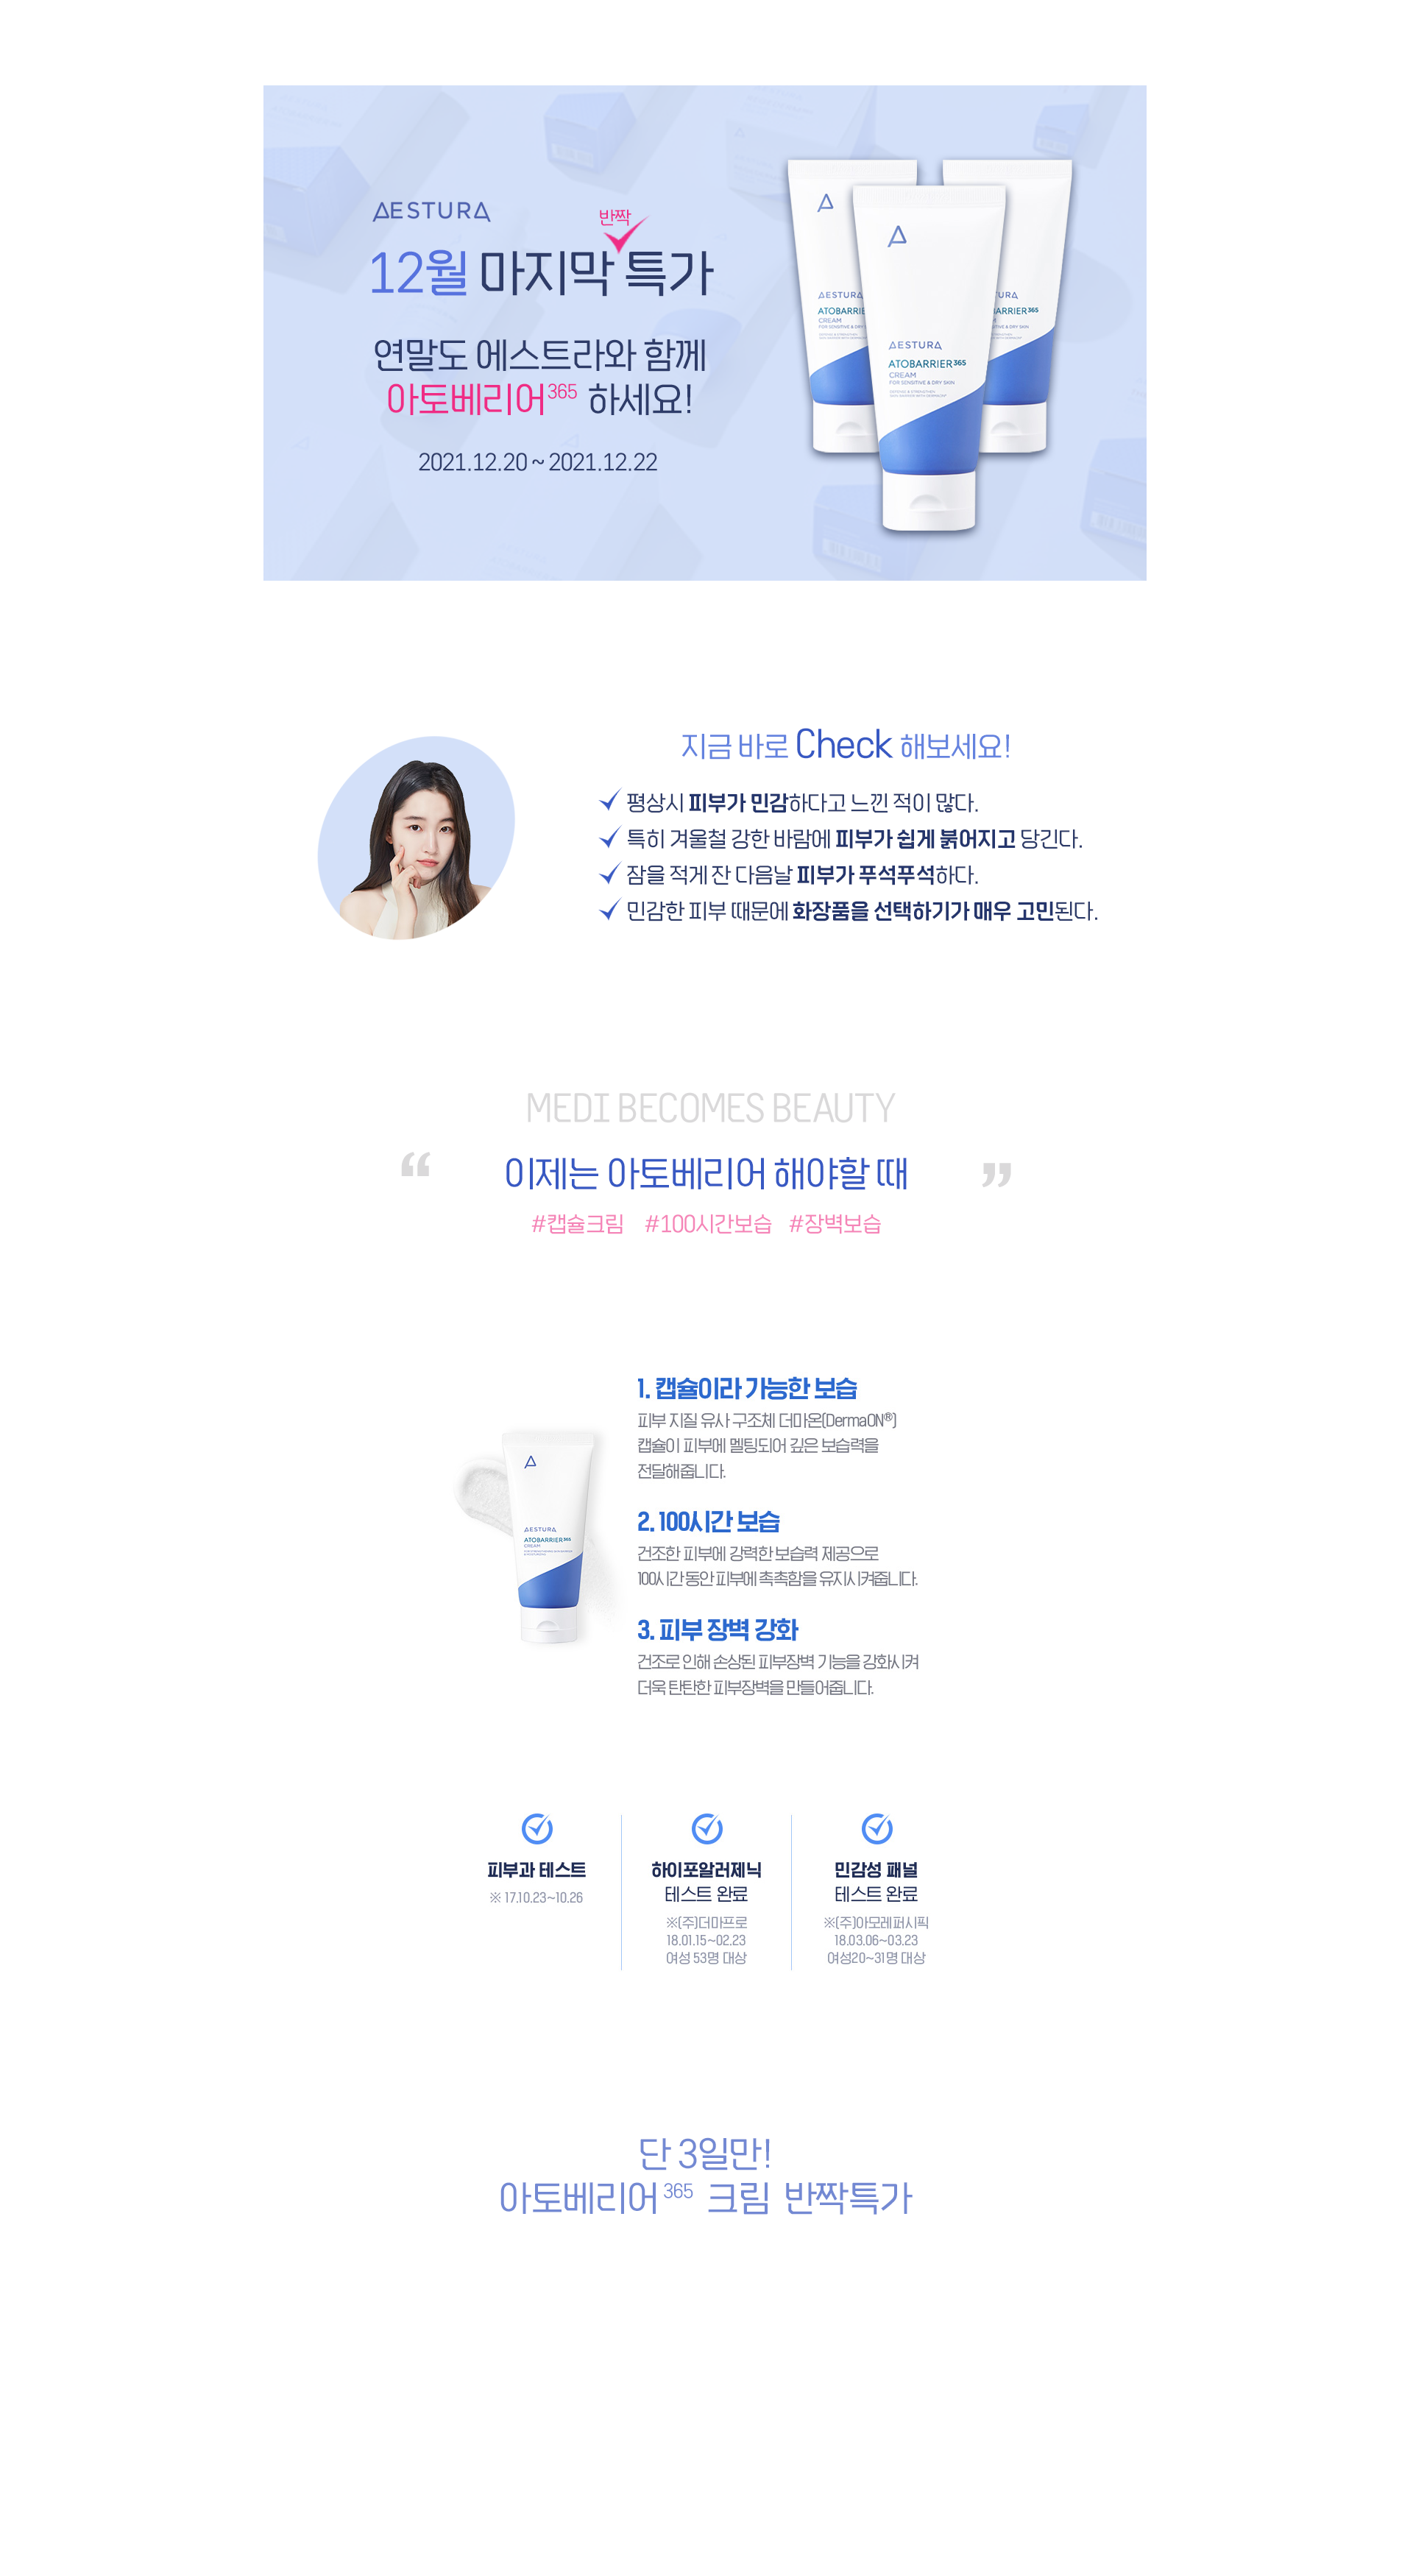 AESTURA
반짝
12월 마지막 특가
연말도 에스트라와 함께
아토베리어365 하세요!
2021.12.20 ~ 2021.12.22
AESTURA
ATOBARRIER365
CREAM
FOR SENSITIVE & DRY SKIN
지금 바로 Check 해보세요!
평상시 피부가 민감하다고 느낀 적이 많다.
특히 겨울철 강한 바람에 피부가 쉽게 붉어지고 당긴다.
잠을 적게 잔 다음날 피부가 푸석푸석하다.
민감한 피부 때문에 화장품을 선택하기가 매우 고민된다.
MEDI BECOMES BEAUTY
“ 이제는 아토베리어 해야할 때 ”
#캡슐크림 #100시간보습 #장벽보습
1. 캡슐이라 가능한 보습
피부 지질 유사 구조체 더마온(DermaON®)
캡슐이 피부에 멜팅되어 깊은 보습력을
전달해줍니다.
2. 100시간 보습
건조한 피부에 강력한 보습력 제공으로
100시간 동안 피부에 촉촉함을 유지시켜줍니다.
3. 피부 장벽 강화
건조로 인해 손상된 피부장벽 기능을 강화시켜
더욱 탄탄한 피부장벽을 만들어줍니다.
AESTURA
ATOBARRIER365
CREAM
피부과 테스트
※ 17.10.23~10.26
하이포알러제닉
테스트 완료
※(주)더마프로
18.01.15~02.23
여성 53명 대상
민감성 패널
테스트 완료
※(주)아모레퍼시픽
18.03.06~03.23
여성20~31명 대상
단 3일만!
아토베리어365 크림 반짝특가